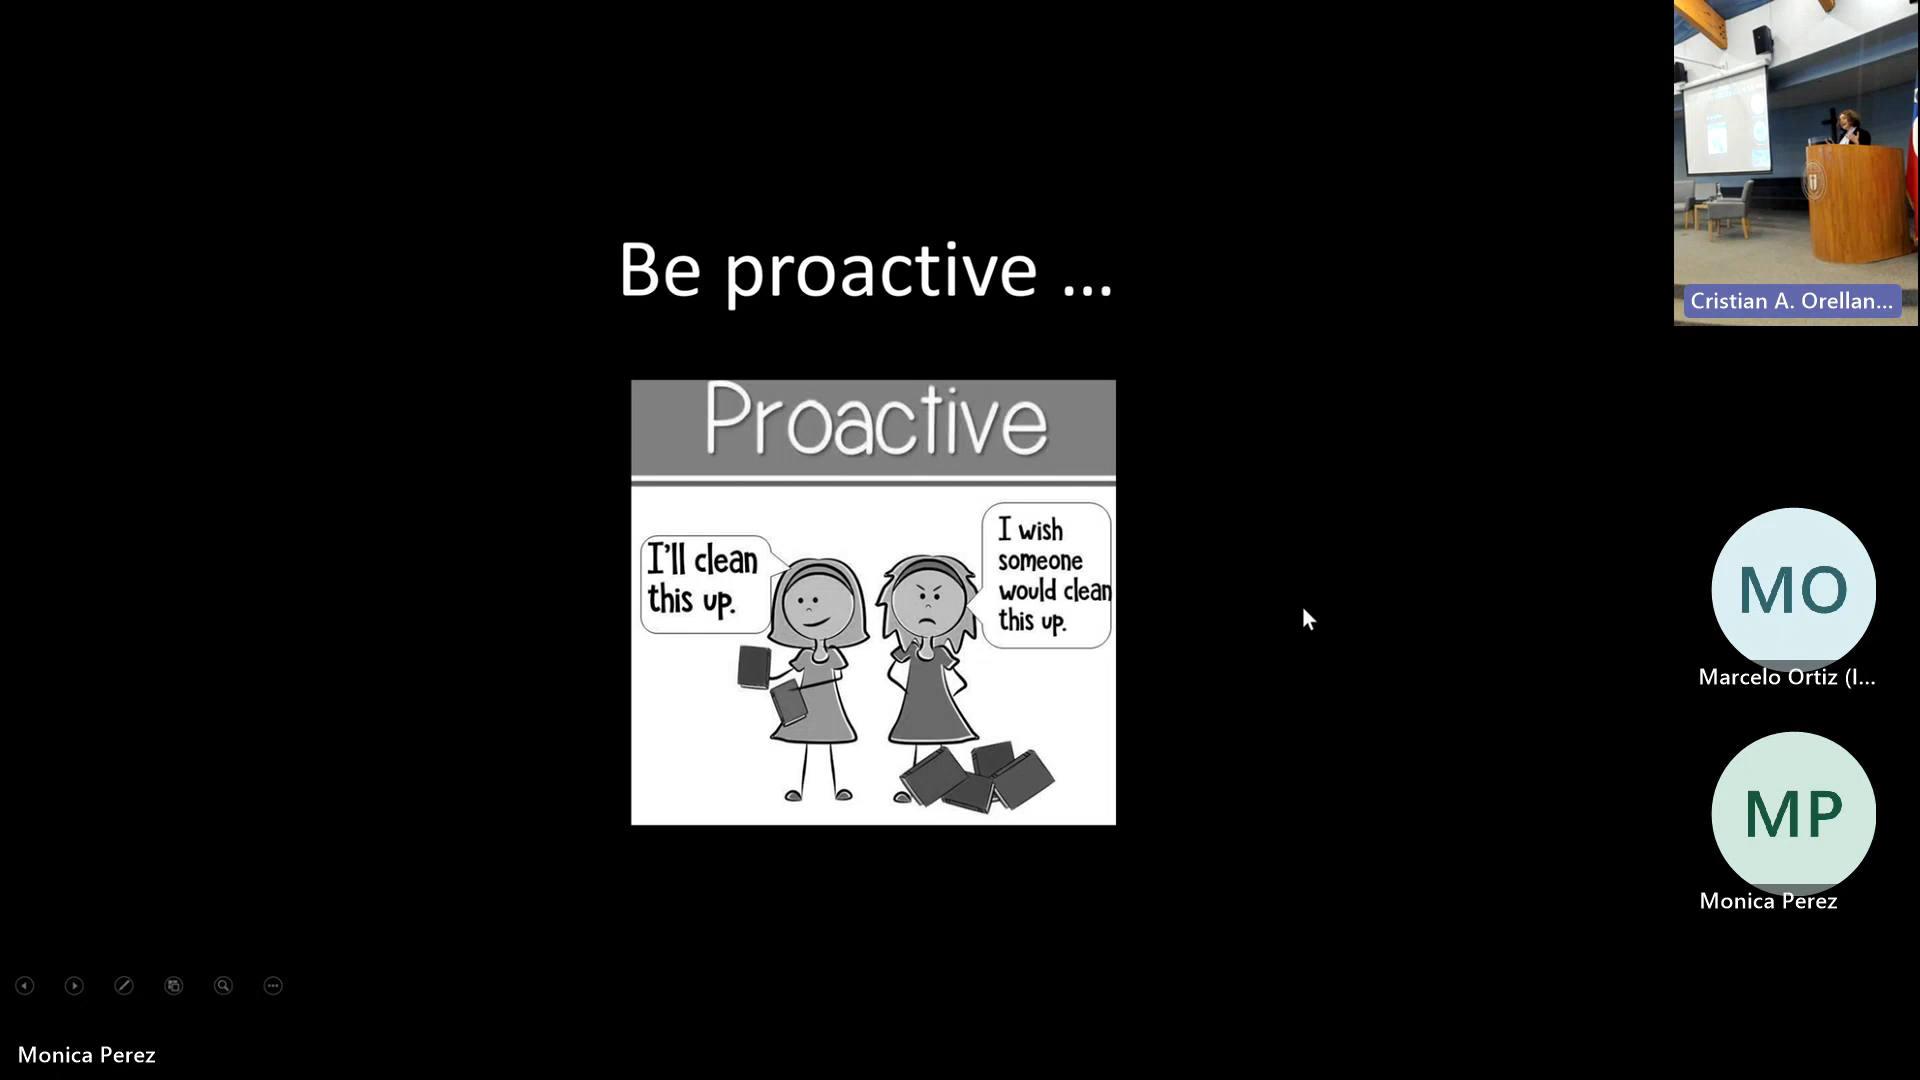 Be proactive ...
Proactive
I'll clean
this up.
I wish
someone
would clean
this up.
Cristian A. Orellan...
MO
Marcelo Ortiz (I...
MP
Monica Perez
Monica Perez